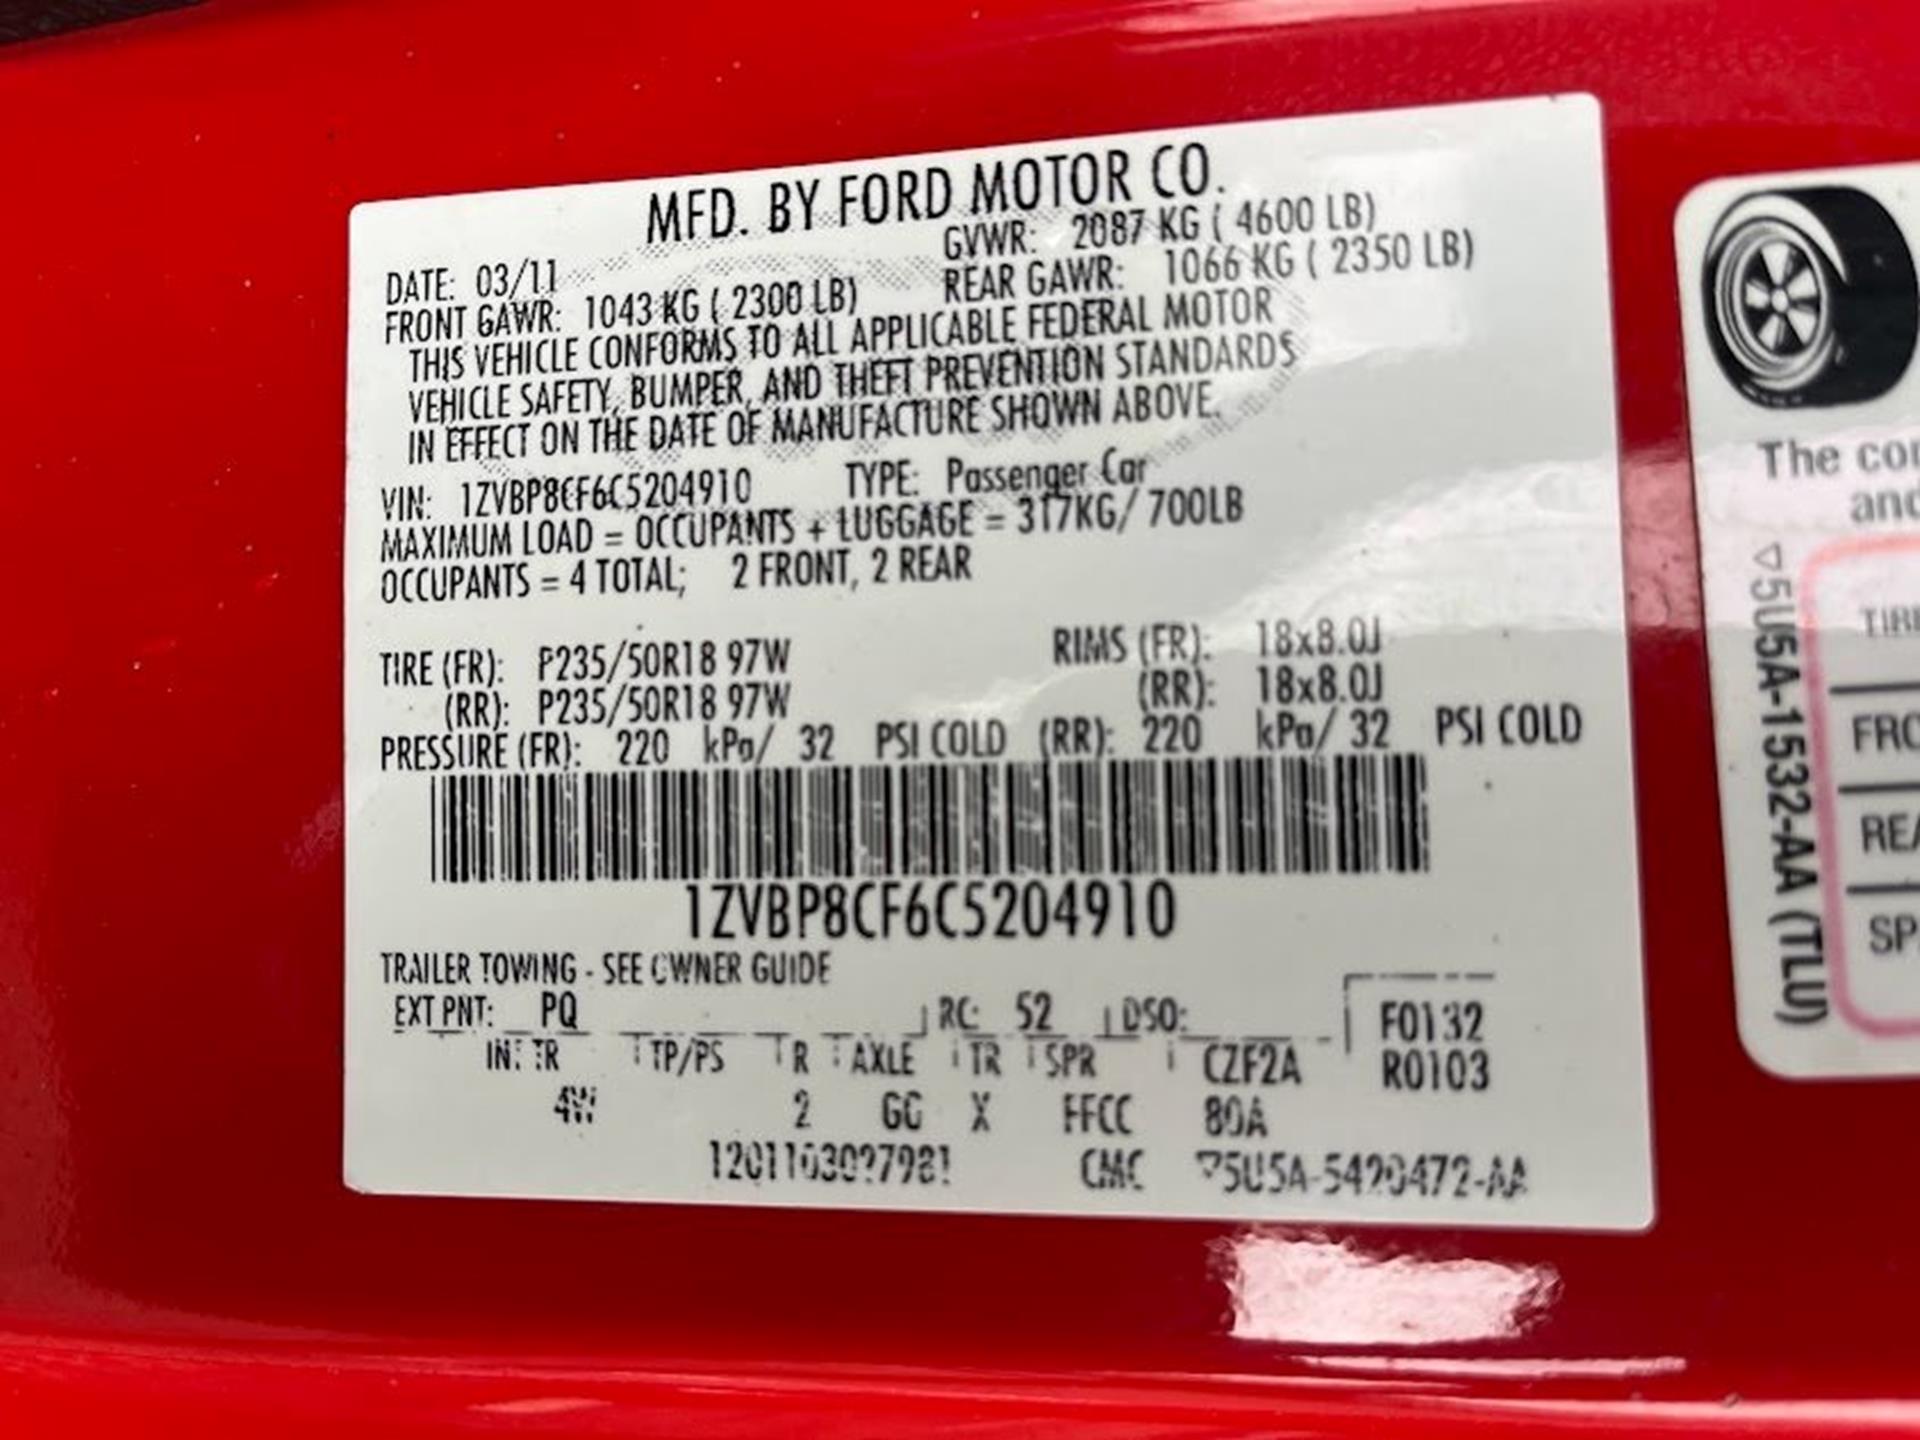 MFD. BY FORD MOTOR CO.
DATE: 03/11 GVWR: 2087 KG ( 4600 LB)
FRONT GAWR: 1043 KG ( 2300 LB) REAR GAWR: 1066 KG ( 2350 LB)
THIS VEHICLE CONFORMS TO ALL APPLICABLE FEDERAL MOTOR
VEHICLE SAFETY, BUMPER, AND THEFT PREVENTION STANDARDS
IN EFFECT ON THE DATE OF MANUFACTURE SHOWN ABOVE.
VIN: 1ZVBP8CF6C5204910 TYPE: Passenger Car
MAXIMUM LOAD = OCCUPANTS + LUGGAGE = 317KG/ 700LB
OCCUPANTS = 4 TOTAL; 2 FRONT, 2 REAR
TIRE (FR): P235/50R18 97W RIMS (FR): 18x8.0J
(RR): P235/50R18 97W (RR): 18x8.0J
PRESSURE (FR): 220 kPa/ 32 PSI COLD (RR): 220 kPa/ 32 PSI COLD
1ZVBP8CF6C5204910
TRAILER TOWING - SEE OWNER GUIDE
EXT PNT: PQ RC: 52 DSO: F0132
INT TR TP/PS R AXLE TR SPR CZF2A R0103
4W 2 GG X FFCC 80A
CMC ▽5U5A-5420472-AA
The
and
▽5U5A-1532-AA (TLU)